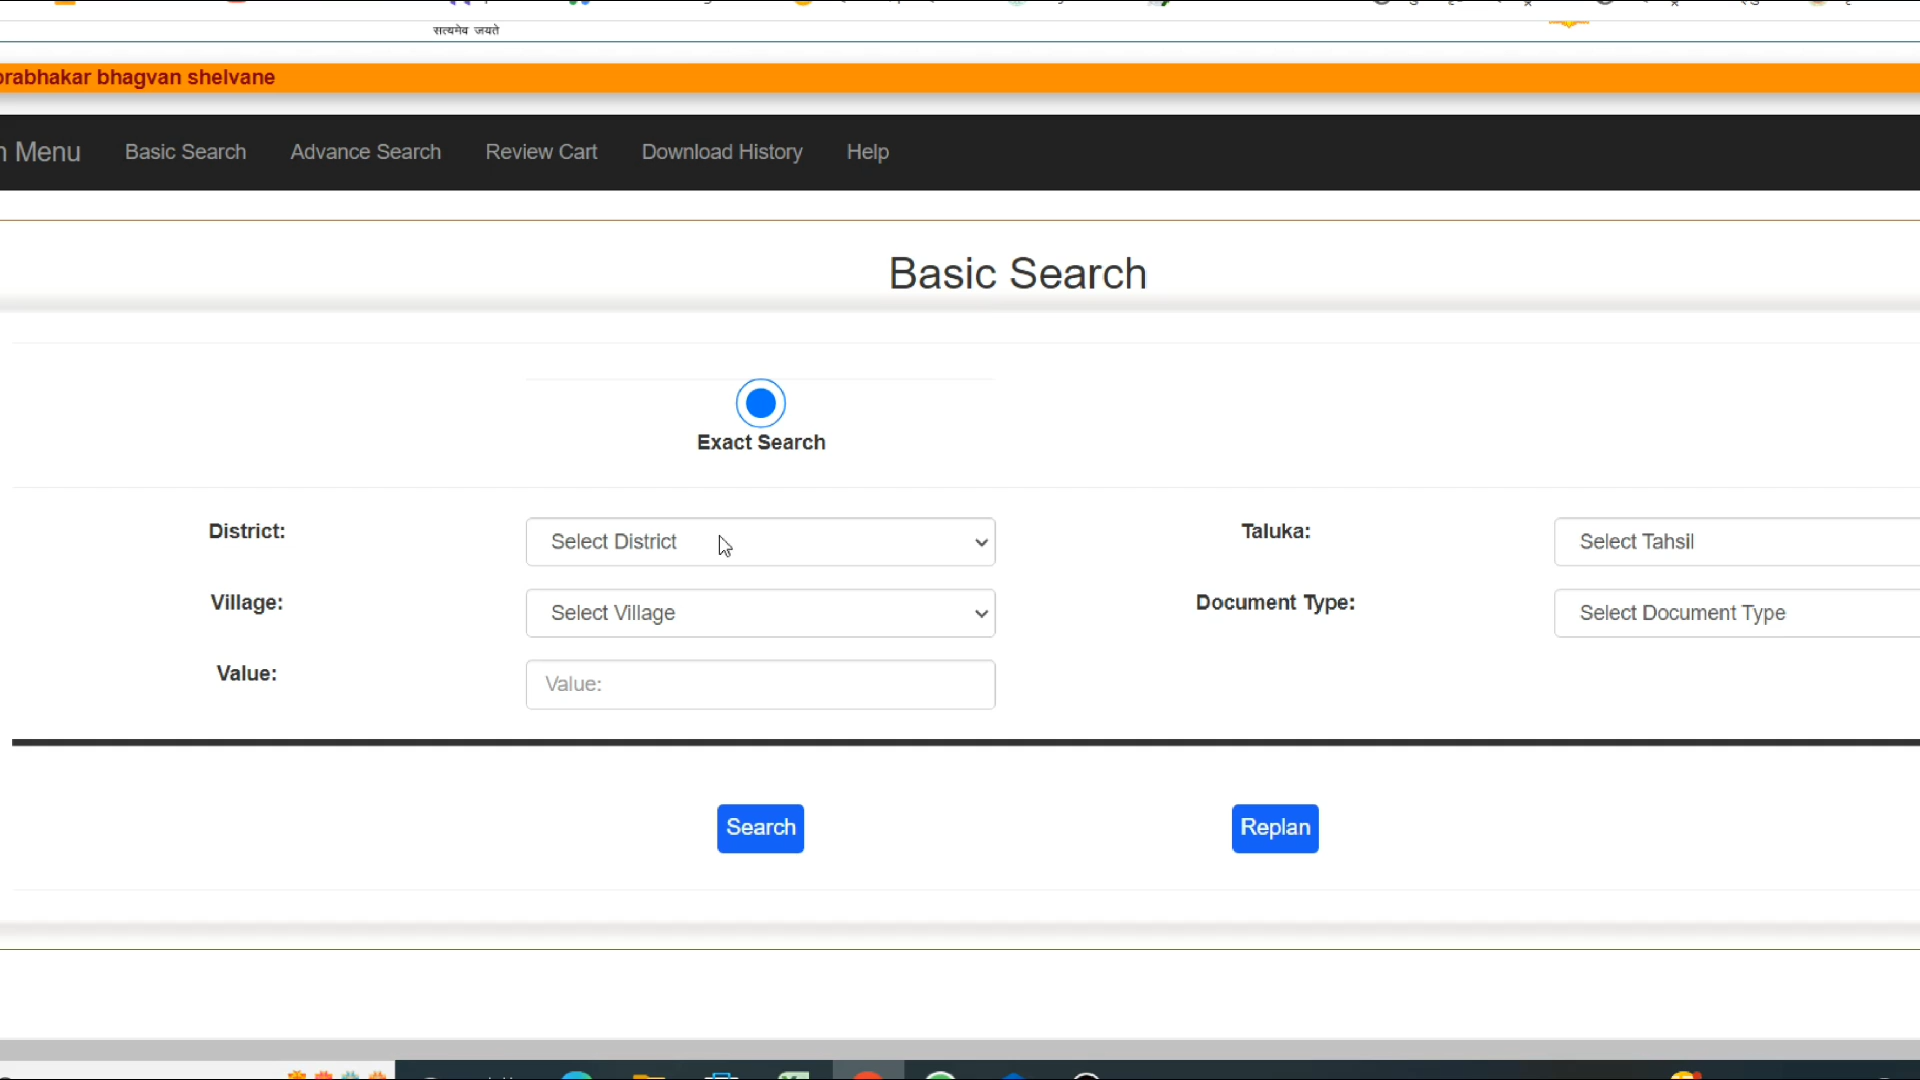 सत्यमेव जयते
prabhakar bhagvan shelvane
Menu Basic Search Advance Search Review Cart Download History Help
Basic Search
Exact Search
District: Select District Taluka: Select Tahsil
Village: Select Village Document Type: Select Document Type
Value: Value:
Search Replan